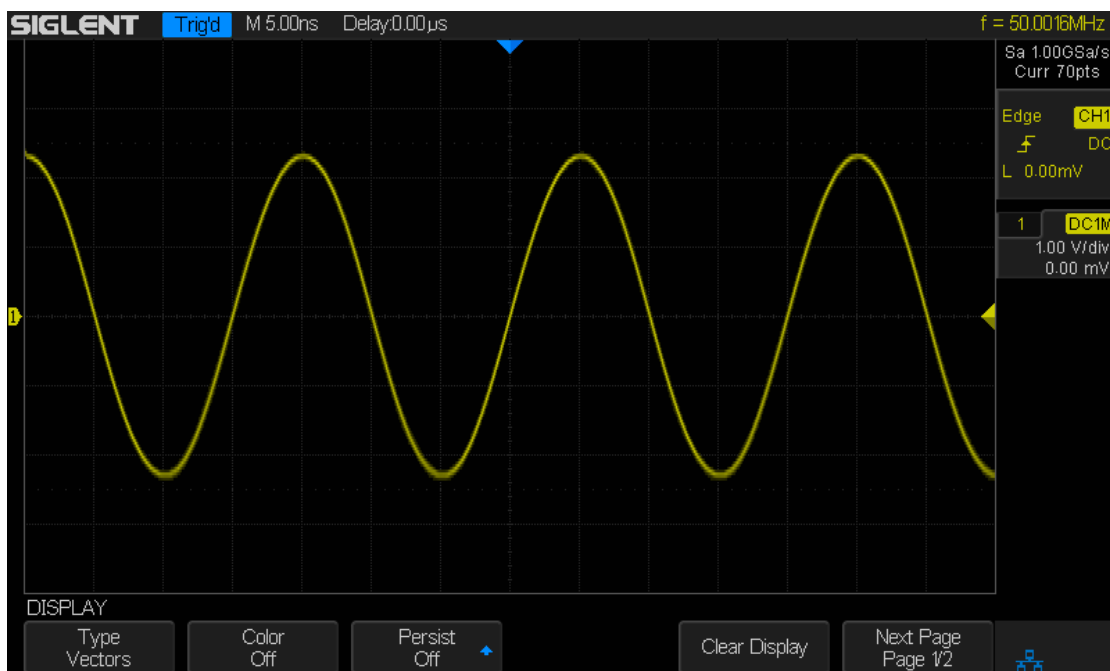 SIGLENT Trig'd M 5.00ns Delay:0.00µs f = 50.0016MHz
Sa 1.00GSa/s
Curr 70pts
Edge CH1
DC
L 0.00mV
1 DC1M
1.00 V/div
0.00 mV
1
DISPLAY
Type
Vectors
Color
Off
Persist
Off
Clear Display
Next Page
Page 1/2